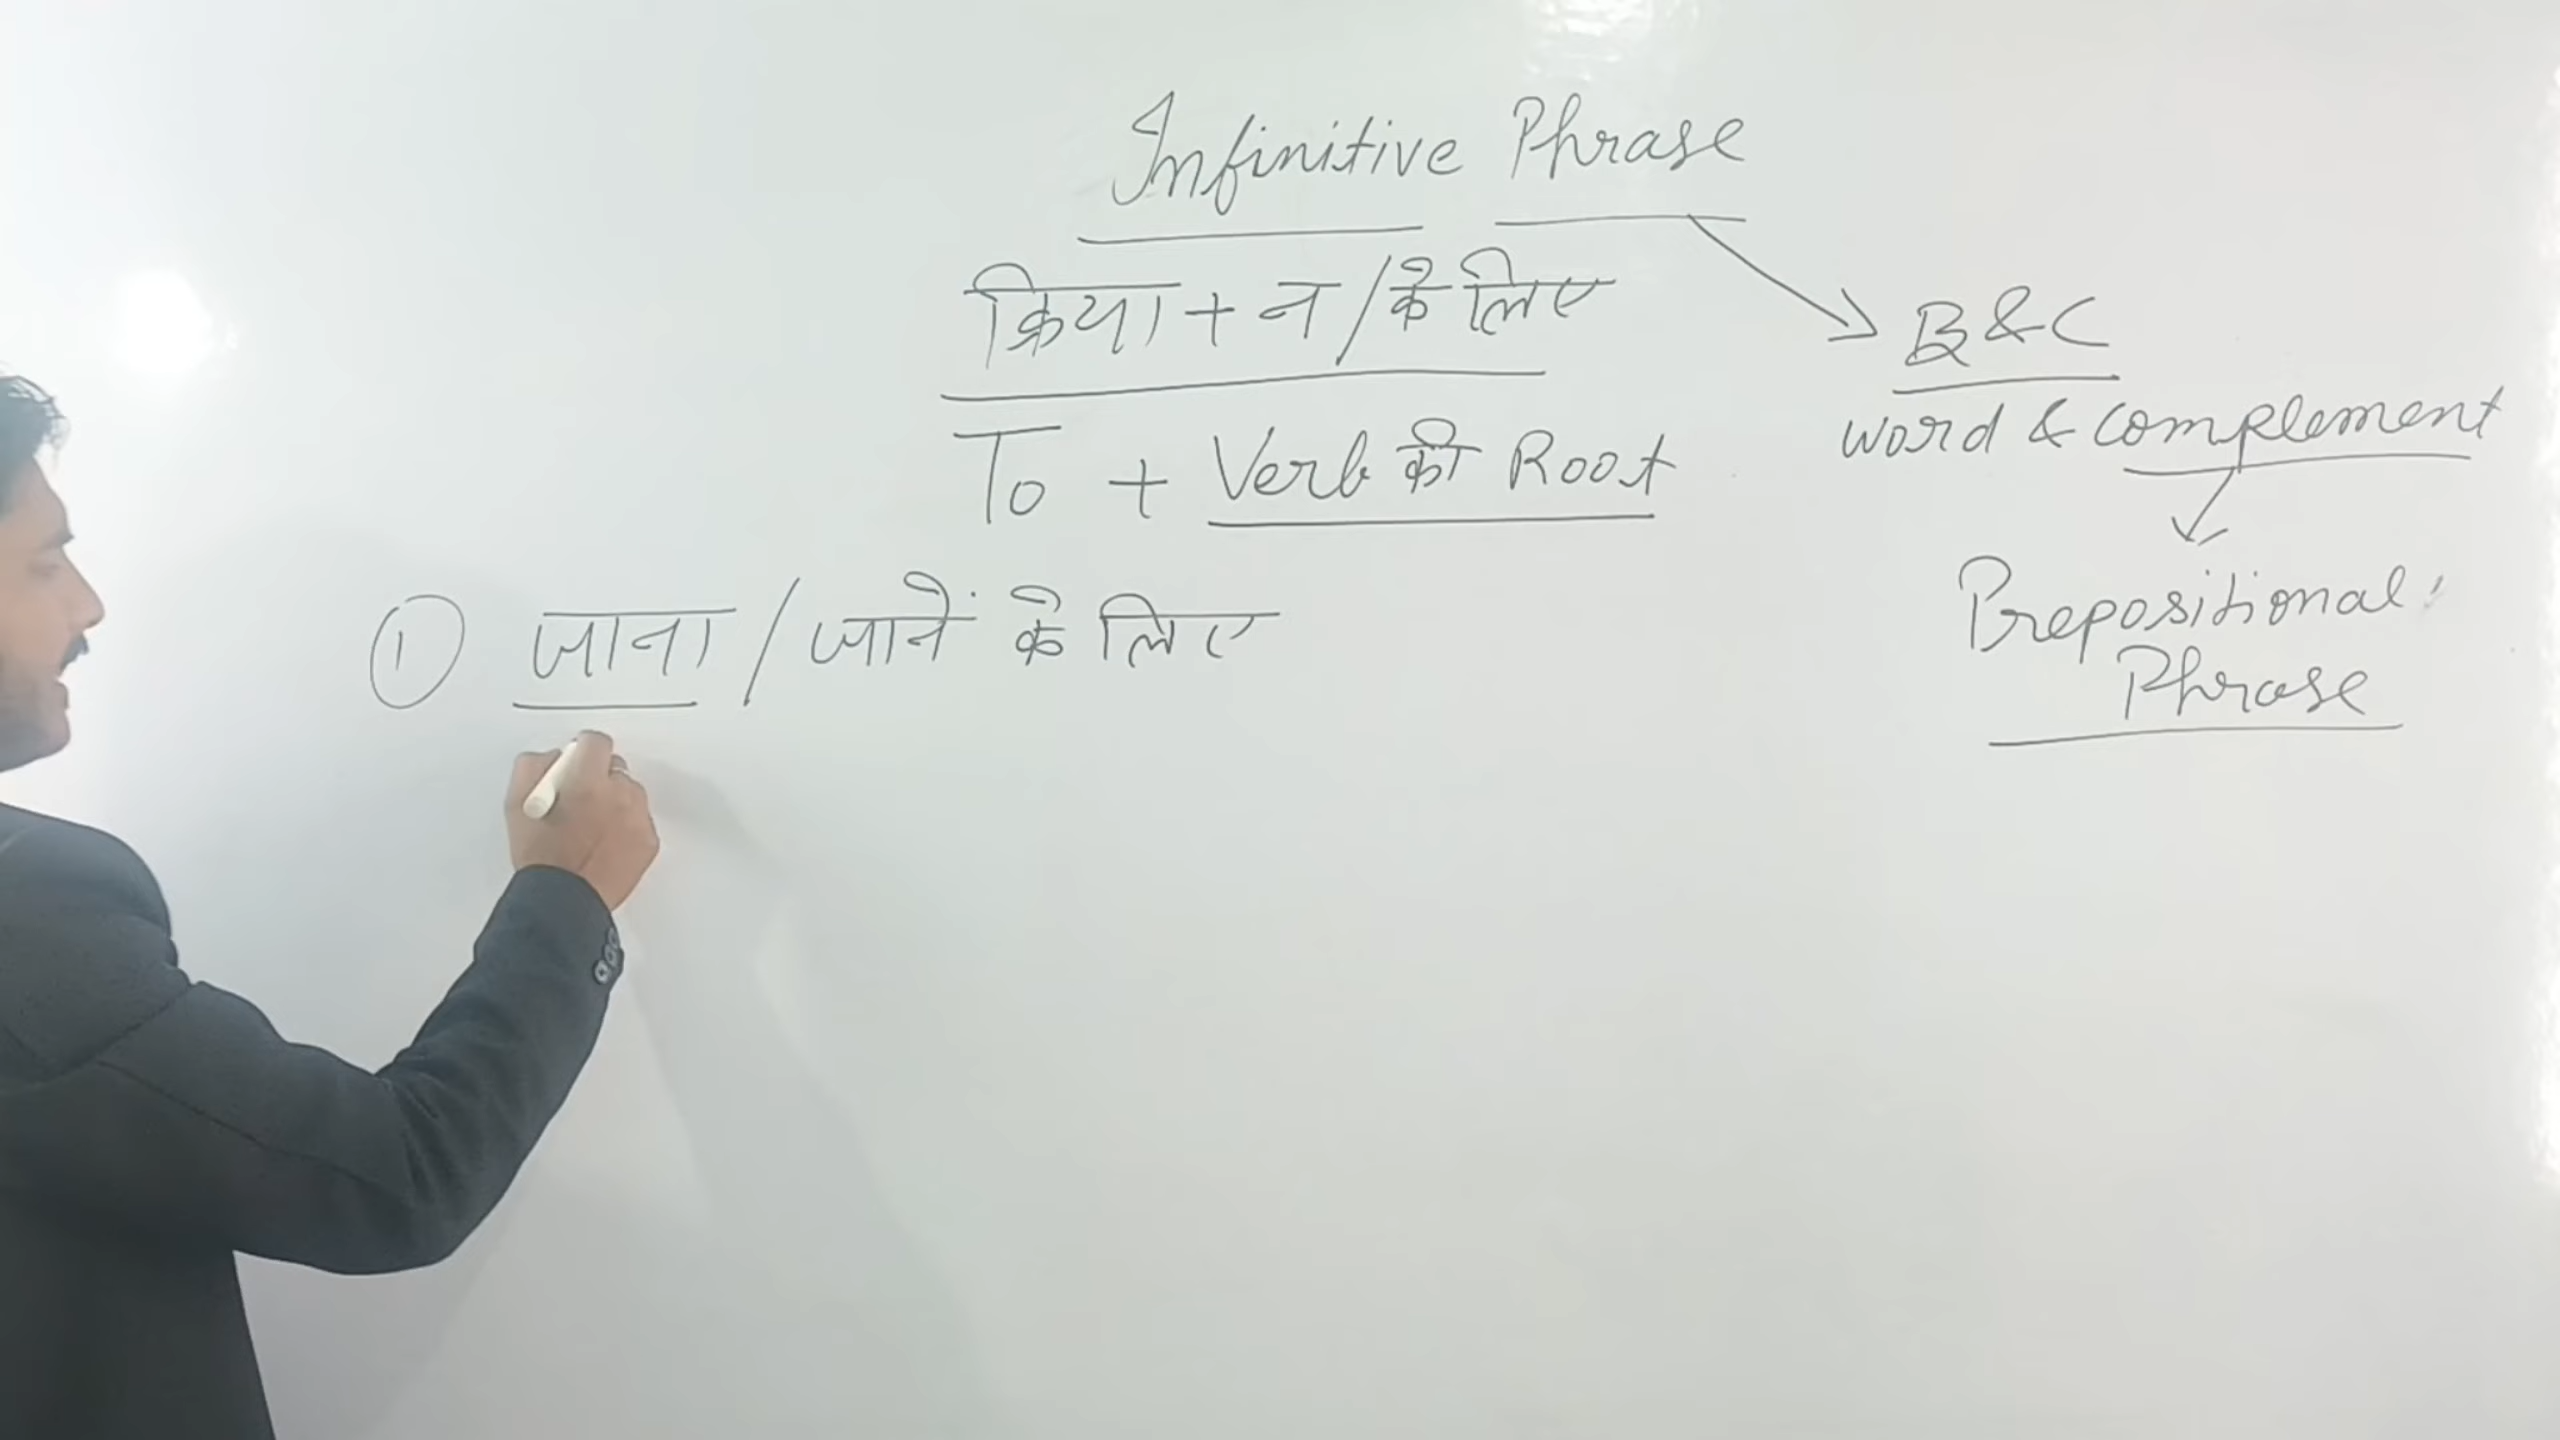 Infinitive Phrase
क्रिया + न / के लिए
To + Verb की Root
B & C
word & complement
Prepositional
Phrase
① जाना / जानें के लिए